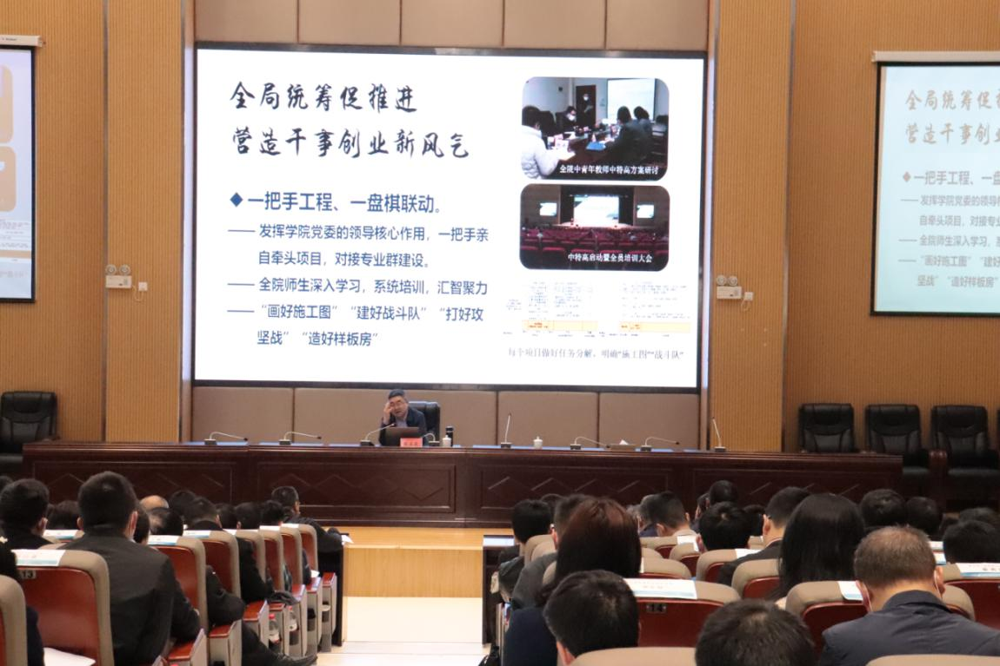 全局统筹促推进
营造干事创业新风气
◆一把手工程、一盘棋联动。
—— 发挥学院党委的领导核心作用，一把手亲
自牵头项目，对接专业群建设。
—— 全院师生深入学习，系统培训，汇智聚力
—— “画好施工图” “建好战斗队” “打好攻
坚战” “造好样板房”
全院中青年教师中特高方案研讨
中特高启动暨全员培训大会
每个项目做好任务分解，明确“施工图”“战斗队”
全局统筹促
营造干事创业
◆一把手工程、一盘
—— 发挥学院党委的领导核
自牵头项目，对接专业
—— 全院师生深入学习，
—— “画好施工图” “建好
坚战” “造好样板房”
13
14